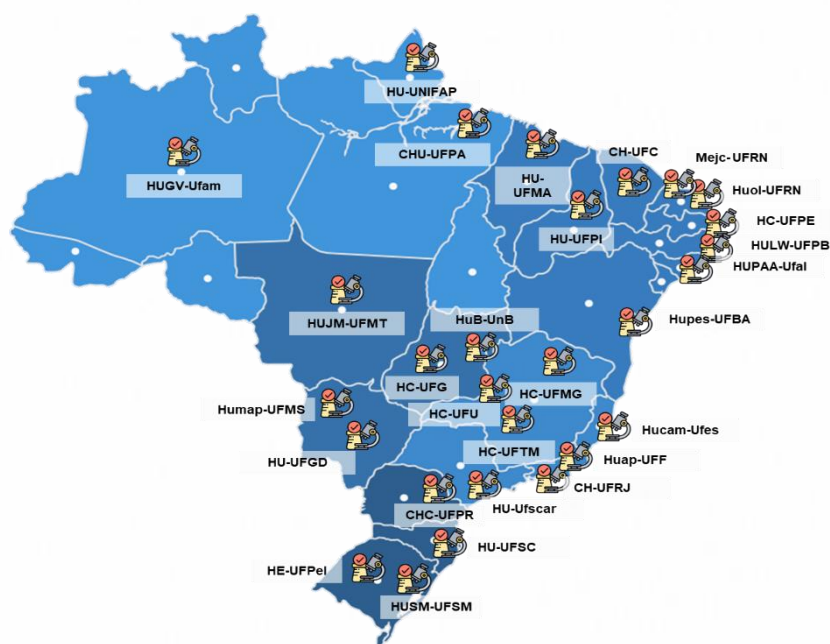 HU-UNIFAP
CHU-UFPA
CH-UFC
Mejc-UFRN
HUGV-Ufam
HU-
UFMA
Huol-UFRN
HC-UFPE
HU-UFPI
HULW-UFPB
HUPAA-Ufal
HUJM-UFMT
HuB-UnB
Hupes-UFBA
HC-UFG
HC-UFMG
Humap-UFMS
HC-UFU
Hucam-Ufes
HC-UFTM
Huap-UFF
HU-UFGD
CH-UFRJ
CHC-UFPR
HU-Ufscar
HU-UFSC
HE-UFPel
HUSM-UFSM